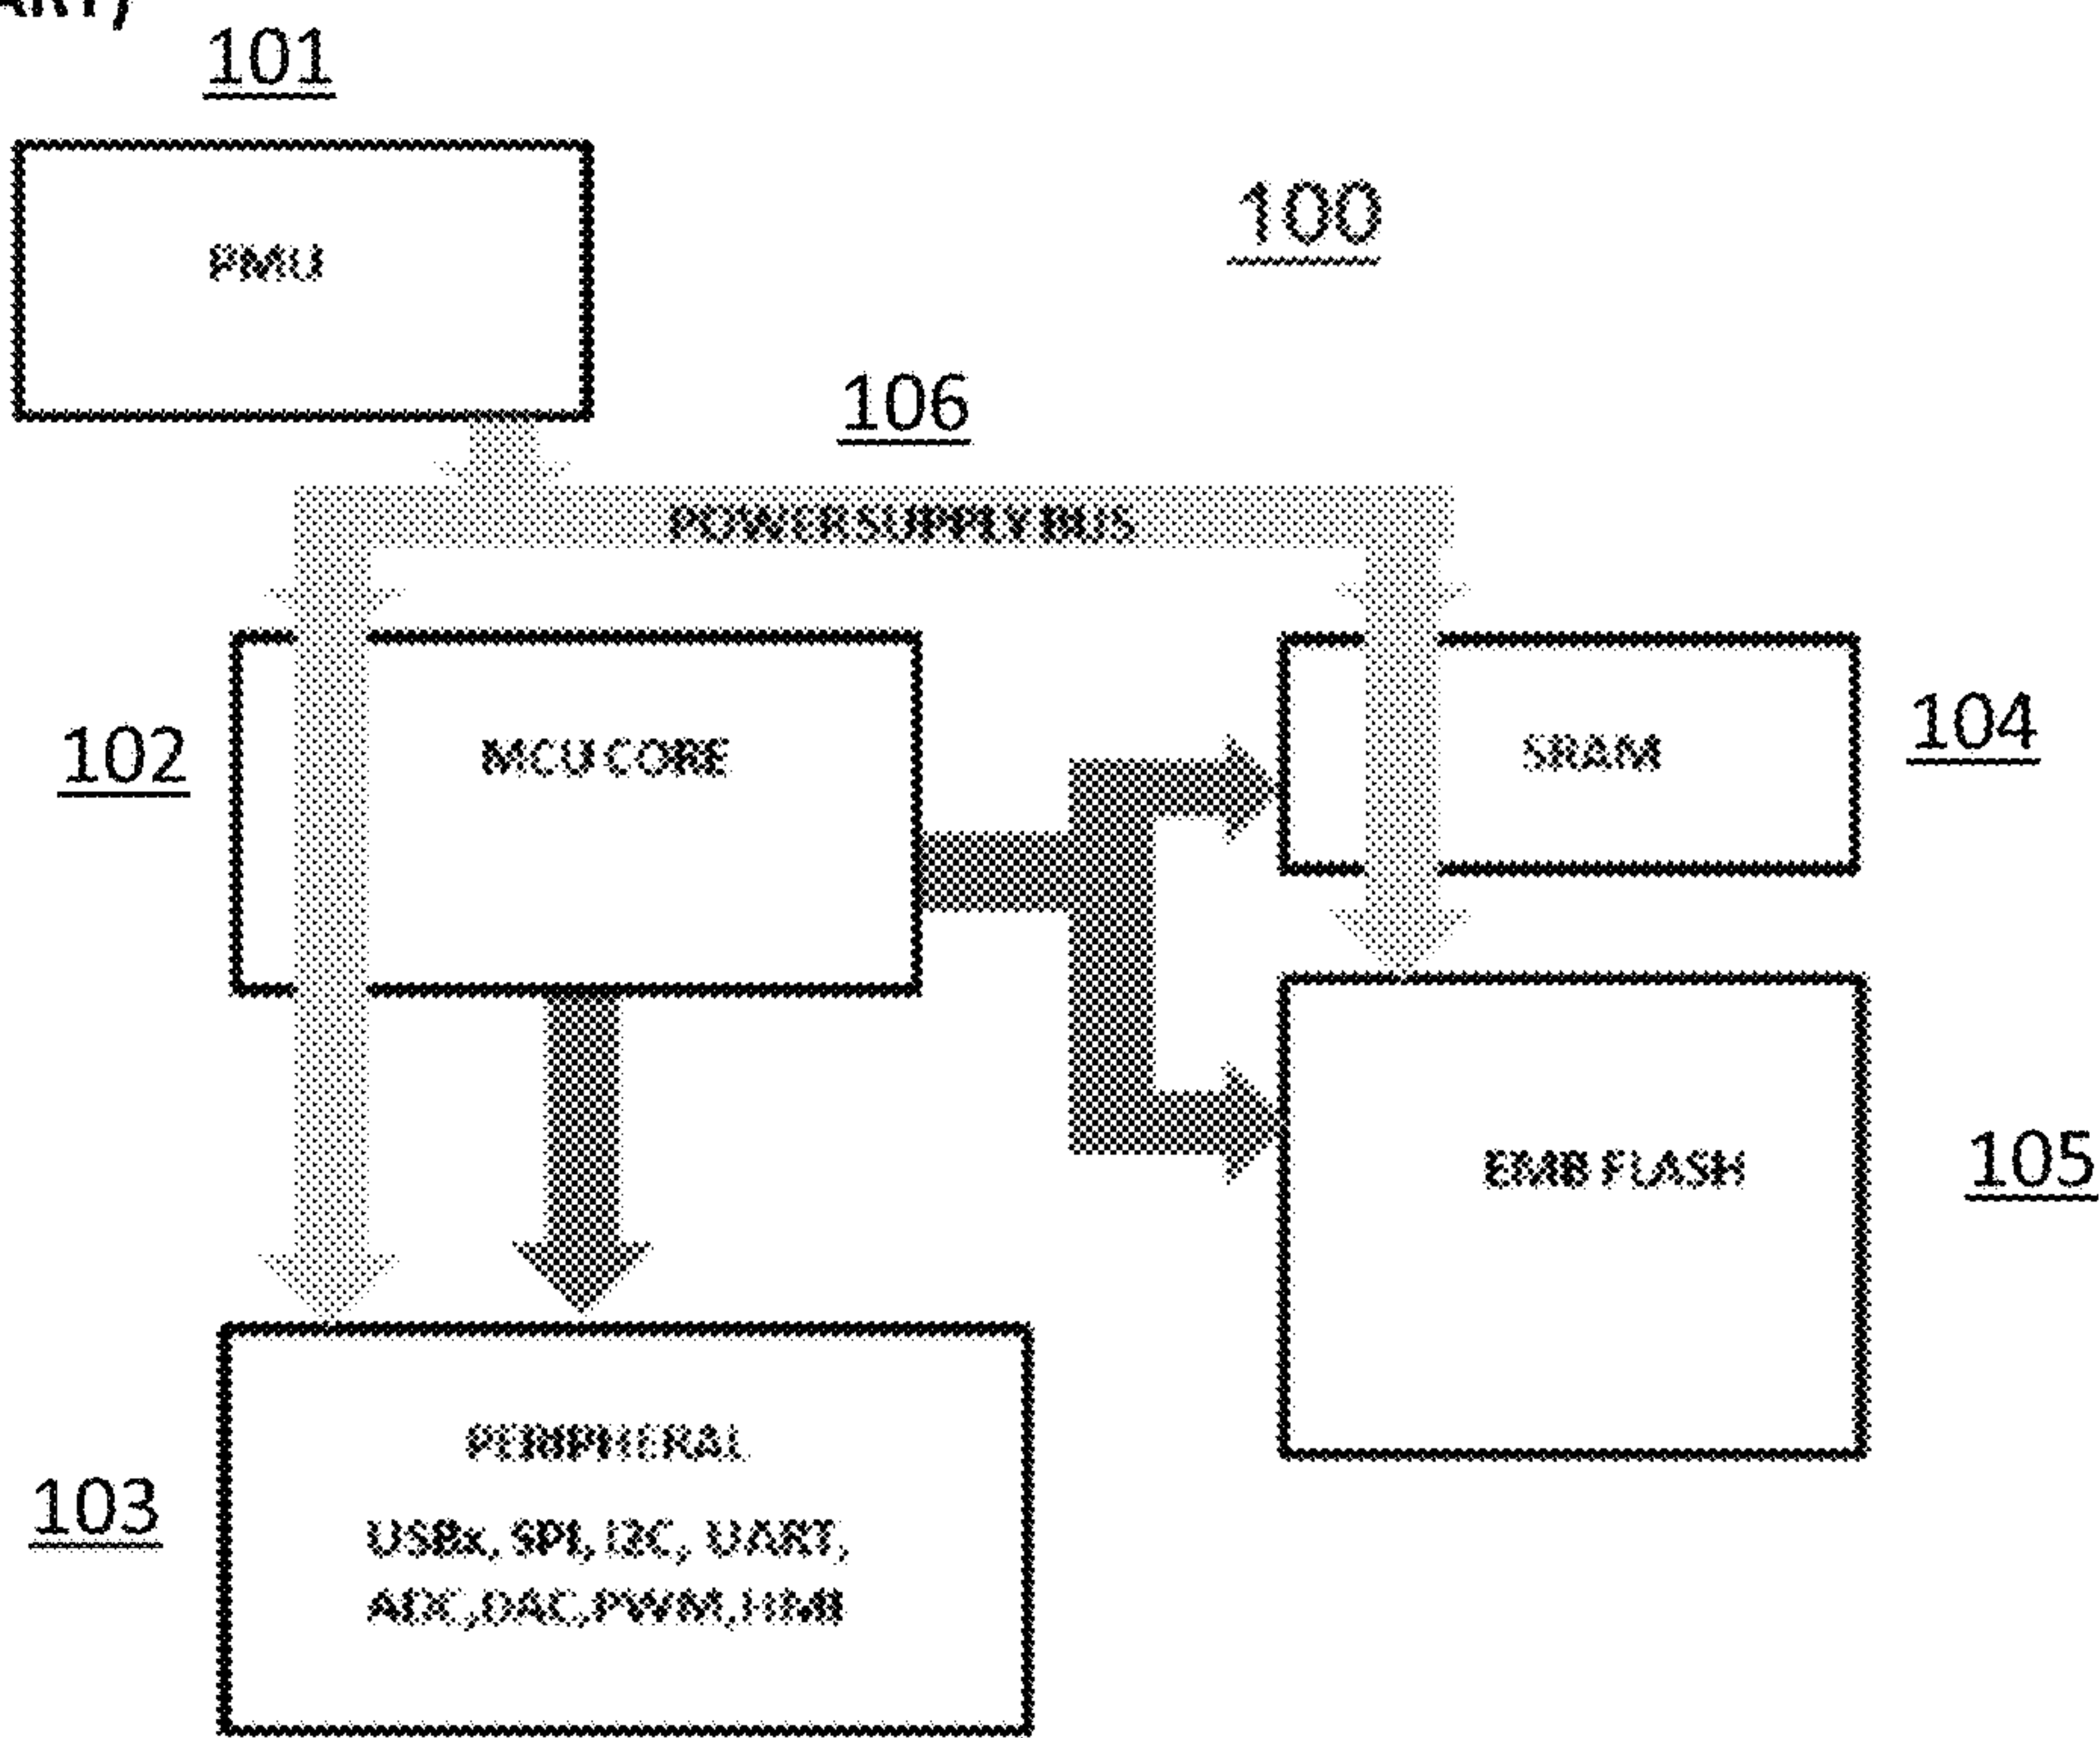 ART)
101
PMU
100
106
POWER SUPPLY BUS
102
MCU CORE
SRAM
104
EMB FLASH
105
103
PERIPHERAL
USBx, SPI, I2C, UART,
ADC,DAC,PWM,HMI